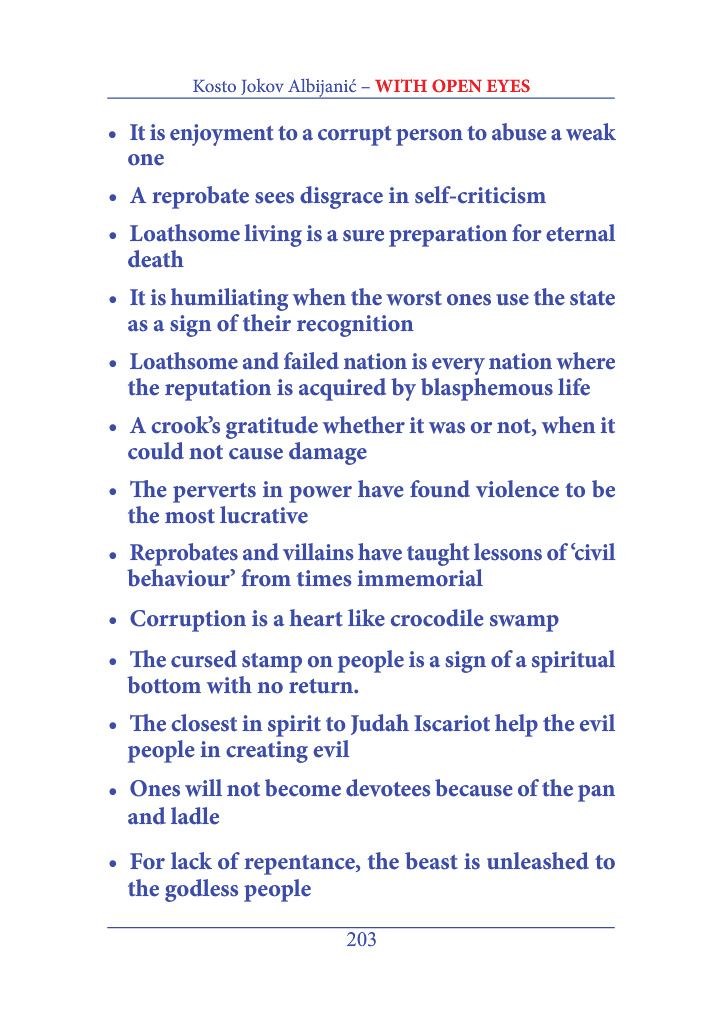 Kosto Jokov Albijanić – WITH OPEN EYES
• It is enjoyment to a corrupt person to abuse a weak
one
• A reprobate sees disgrace in self-criticism
• Loathsome living is a sure preparation for eternal
death
• It is humiliating when the worst ones use the state
as a sign of their recognition
• Loathsome and failed nation is every nation where
the reputation is acquired by blasphemous life
• A crook’s gratitude whether it was or not, when it
could not cause damage
• The perverts in power have found violence to be
the most lucrative
• Reprobates and villains have taught lessons of ‘civil
behaviour’ from times immemorial
• Corruption is a heart like crocodile swamp
• The cursed stamp on people is a sign of a spiritual
bottom with no return.
• The closest in spirit to Judah Iscariot help the evil
people in creating evil
• Ones will not become devotees because of the pan
and ladle
• For lack of repentance, the beast is unleashed to
the godless people
203